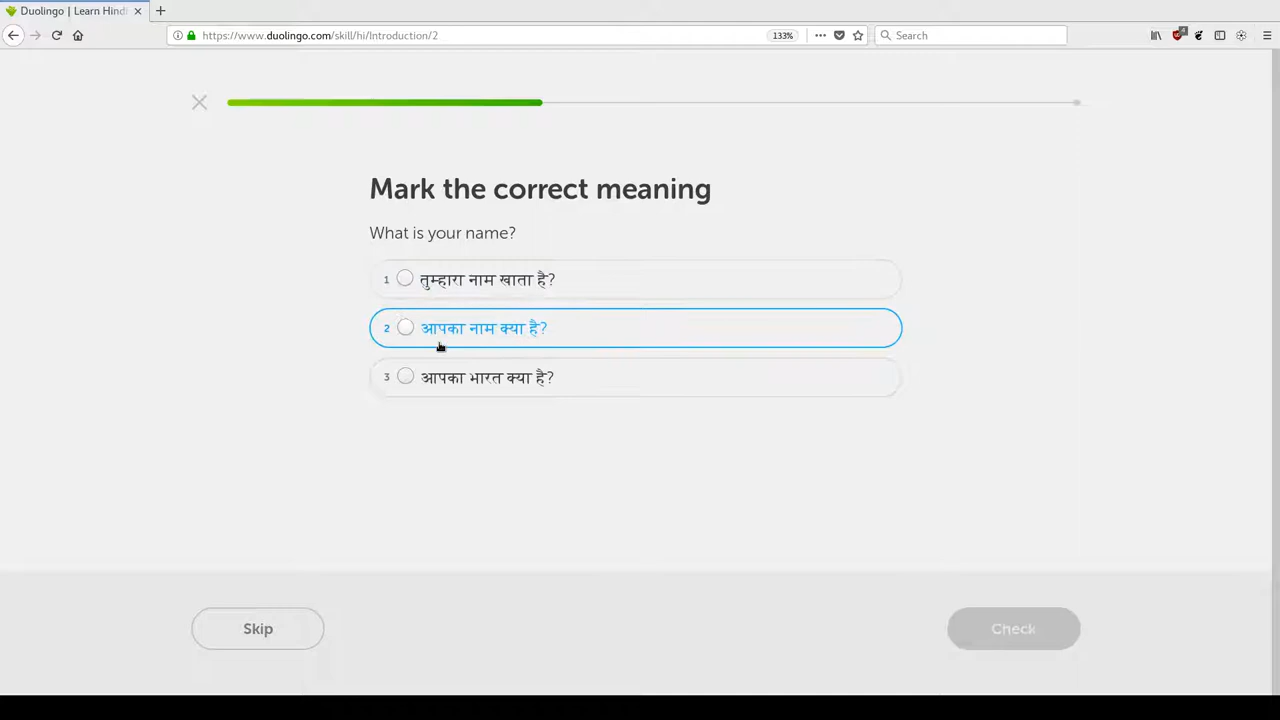 Duolingo | Learn Hindi
https://www.duolingo.com/skill/hi/Introduction/2
133%
Search
Mark the correct meaning
What is your name?
1 तुम्हारा नाम खाता है?
2 आपका नाम क्या है?
3 आपका भारत क्या है?
Skip
Check